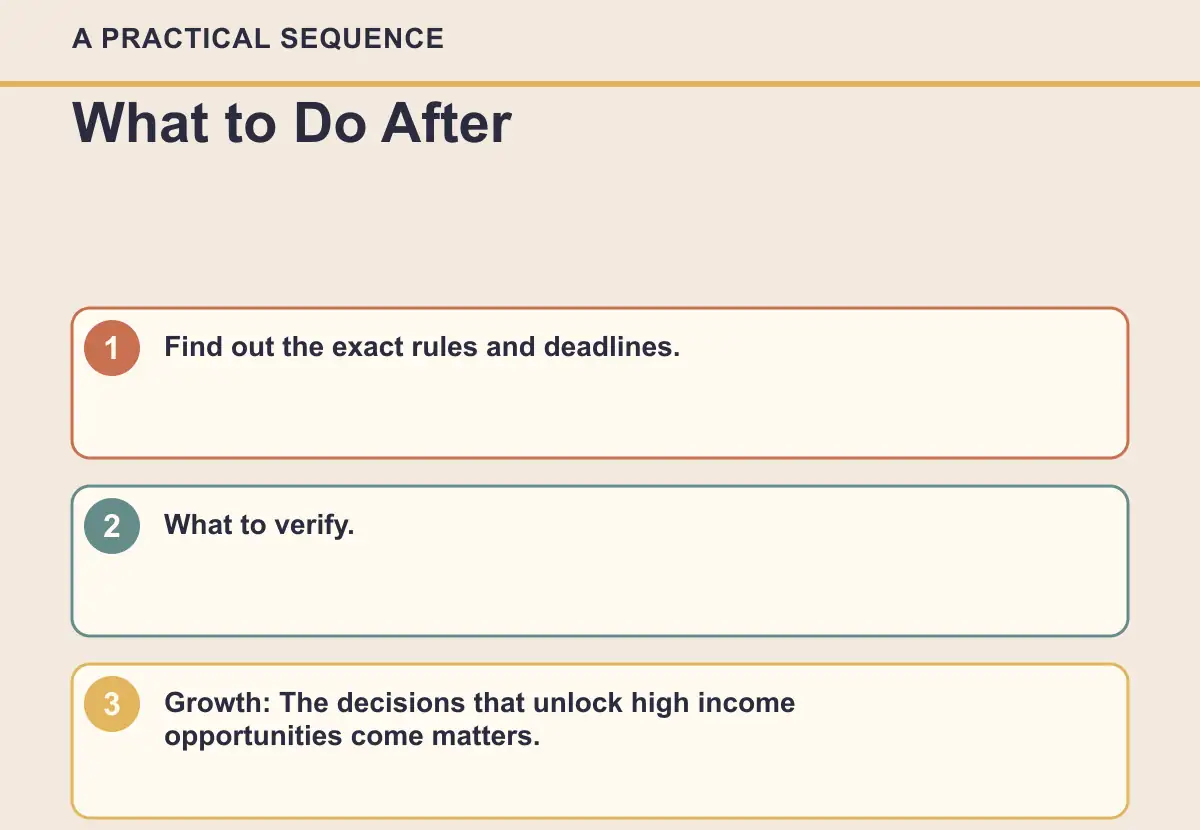 A PRACTICAL SEQUENCE
What to Do After
1
Find out the exact rules and deadlines.
2
What to verify.
3
Growth: The decisions that unlock high income
opportunities come matters.